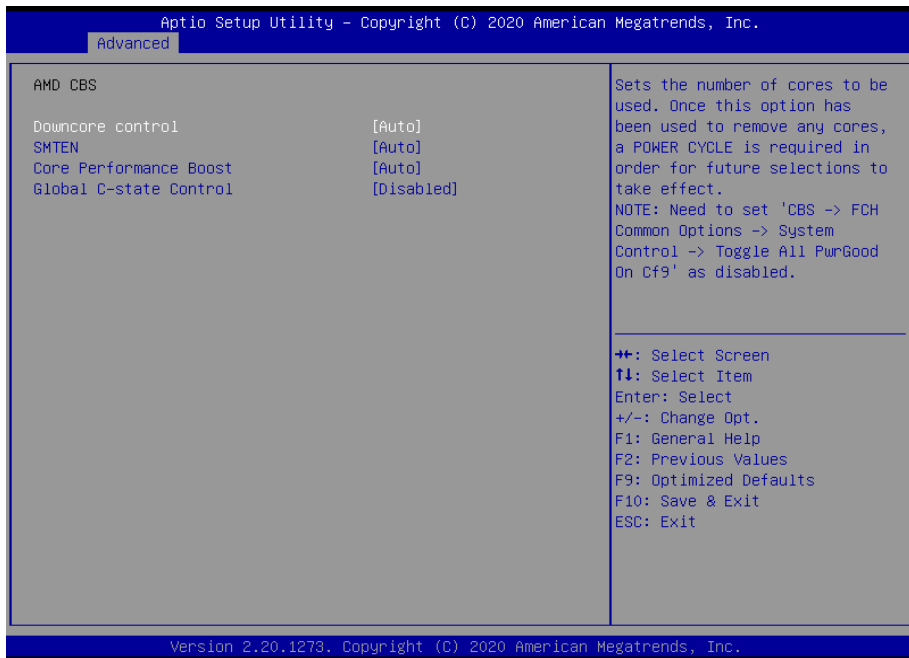 Aptio Setup Utility – Copyright (C) 2020 American Megatrends, Inc.
Advanced
AMD CBS
Downcore control [Auto]
SMTEN [Auto]
Core Performance Boost [Auto]
Global C-state Control [Disabled]
Sets the number of cores to be
used. Once this option has
been used to remove any cores,
a POWER CYCLE is required in
order for future selections to
take effect.
NOTE: Need to set 'CBS -> FCH
Common Options -> System
Control -> Toggle All PwrGood
On Cf9' as disabled.
→←: Select Screen
↑↓: Select Item
Enter: Select
+/-: Change Opt.
F1: General Help
F2: Previous Values
F9: Optimized Defaults
F10: Save & Exit
ESC: Exit
Version 2.20.1273. Copyright (C) 2020 American Megatrends, Inc.